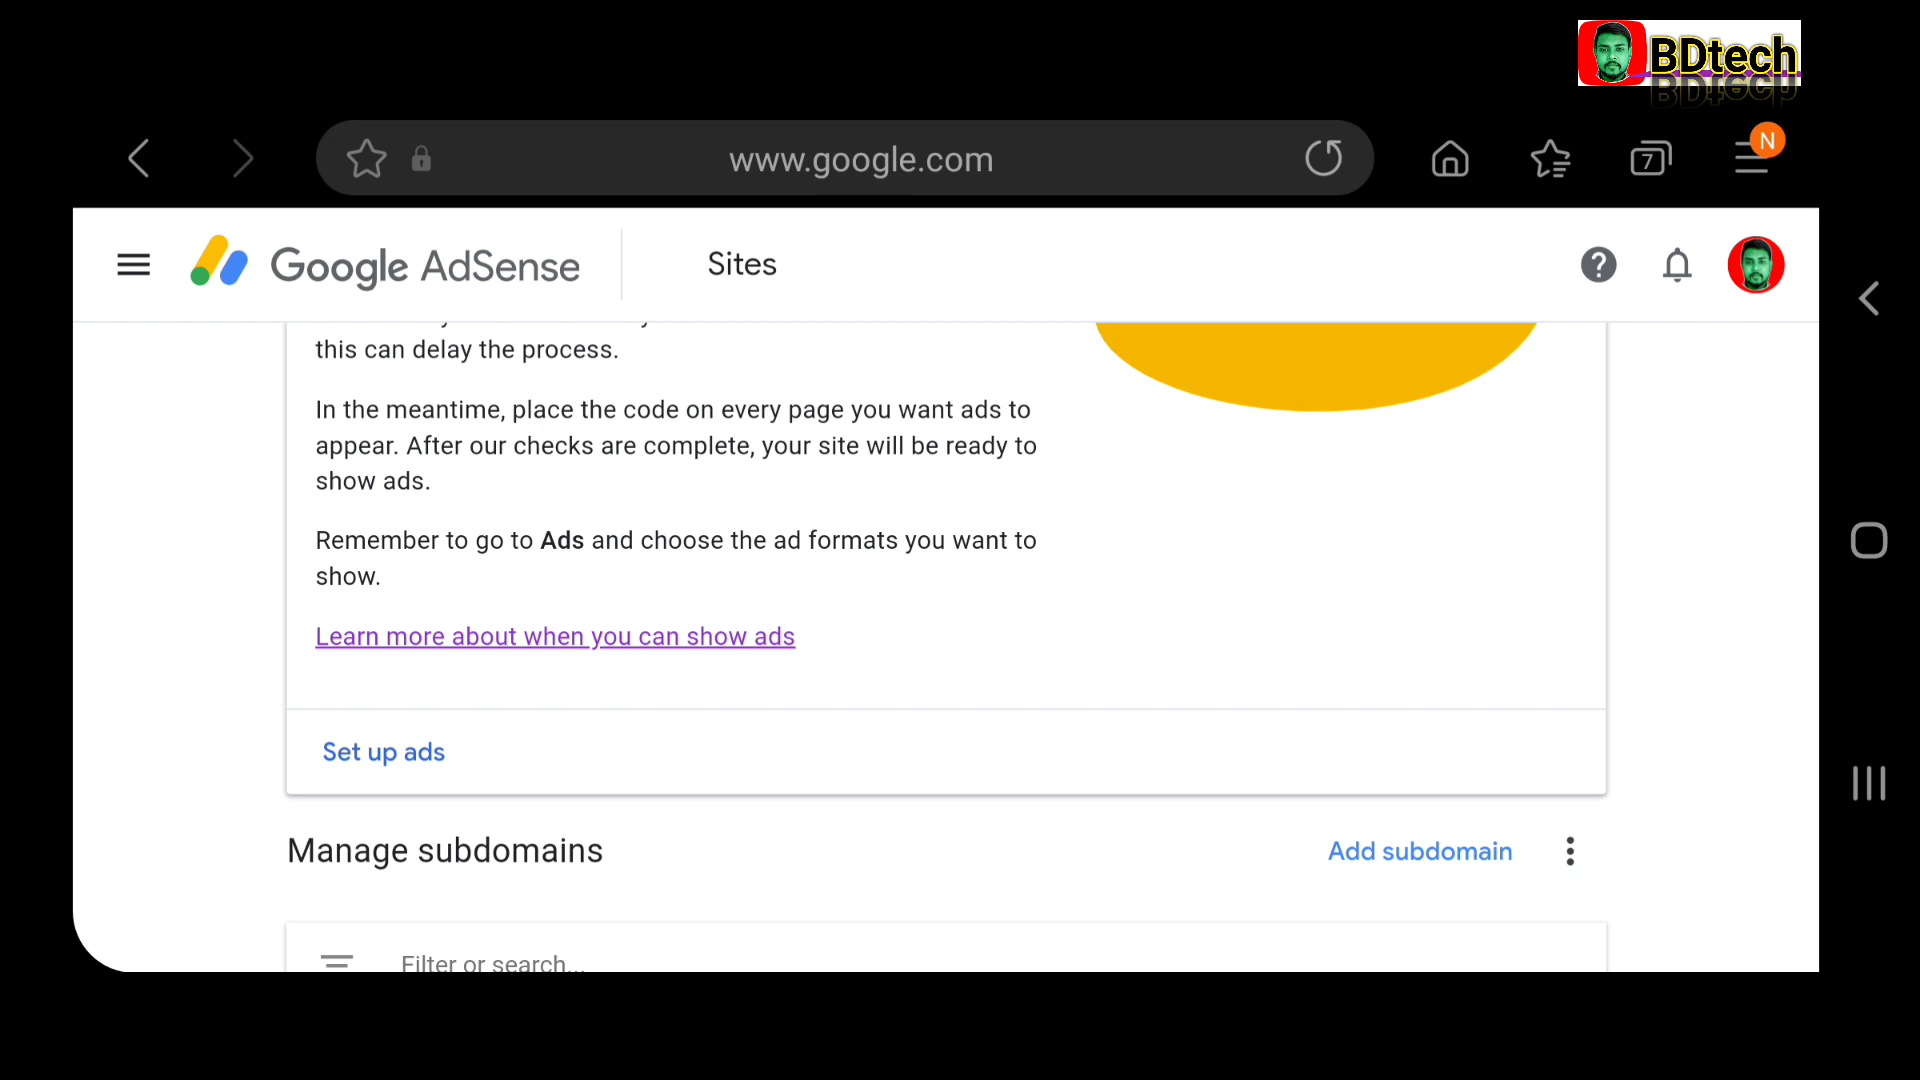 BDtech
www.google.com
7
N
Google AdSense
Sites
this can delay the process.
In the meantime, place the code on every page you want ads to
appear. After our checks are complete, your site will be ready to
show ads.
Remember to go to Ads and choose the ad formats you want to
show.
Learn more about when you can show ads
Set up ads
Manage subdomains
Add subdomain
Filter or search...